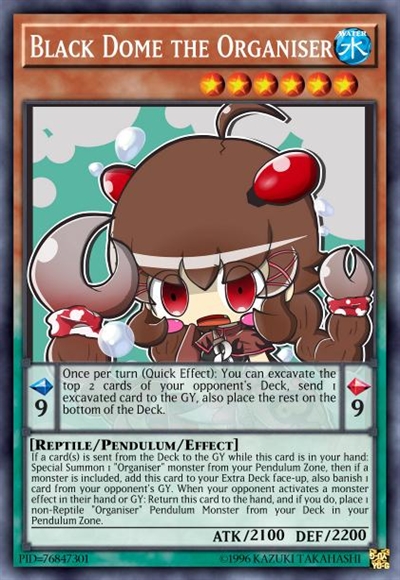 BLACK DOME THE ORGANISER
WATER
水
Once per turn (Quick Effect): You can excavate the
top 2 cards of your opponent's Deck, send 1
excavated card to the GY, also place the rest on the
bottom of the Deck.
9
9
[REPTILE/PENDULUM/EFFECT]
If a card(s) is sent from the Deck to the GY while this card is in your hand:
Special Summon 1 "Organiser" monster from your Pendulum Zone, then if a
monster is included, add this card to your Extra Deck face-up, also banish 1
card from your opponent's GY. When your opponent activates a monster
effect in their hand or GY: Return this card to the hand, and if you do, place 1
non-Reptile "Organiser" Pendulum Monster from your Deck in your
Pendulum Zone.
ATK/2100 DEF/2200
PID=76847301
©1996 KAZUKI TAKAHASHI